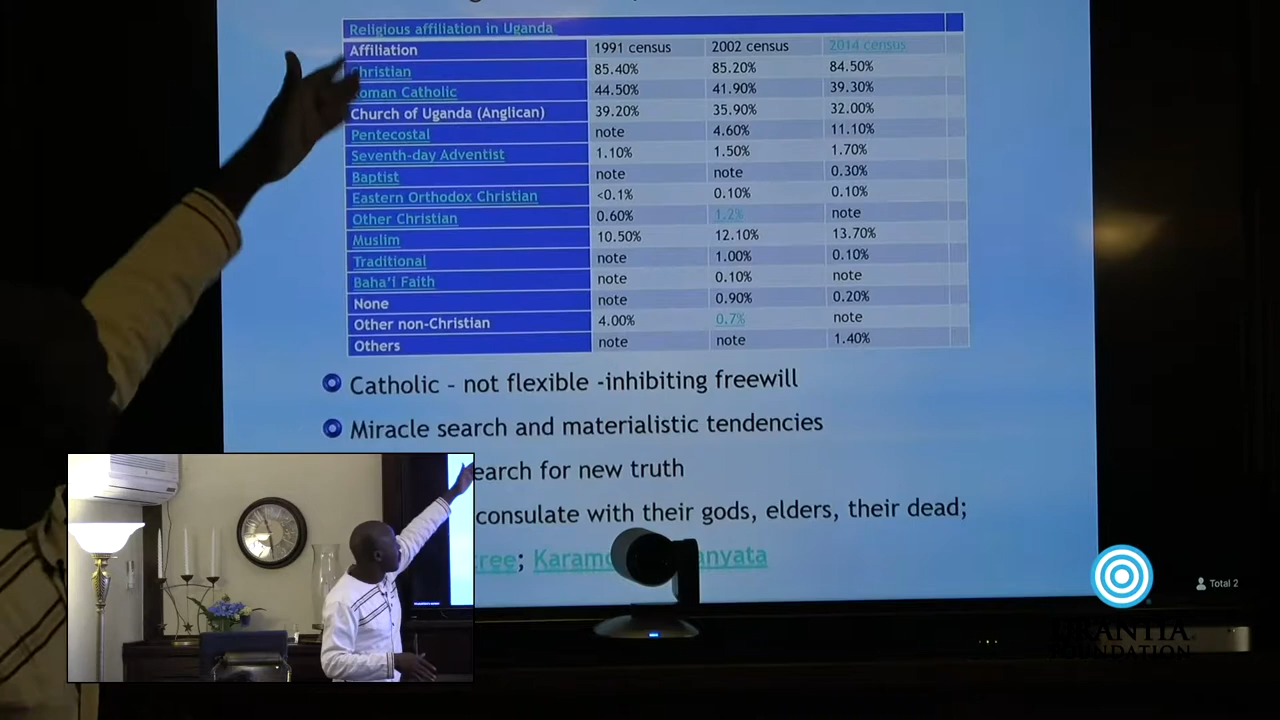 Religious affiliation in Uganda
Affiliation 1991 census 2002 census 2014 census
Christian 85.40% 85.20% 84.50%
Roman Catholic 44.50% 41.90% 39.30%
Church of Uganda (Anglican) 39.20% 35.90% 32.00%
Pentecostal note 4.60% 11.10%
Seventh-day Adventist 1.10% 1.50% 1.70%
Baptist note note 0.30%
Eastern Orthodox Christian <0.1% 0.10% 0.10%
Other Christian 0.60% 1.2% note
Muslim 10.50% 12.10% 13.70%
Traditional note 1.00% 0.10%
Baha'i Faith note 0.10% note
None note 0.90% 0.20%
Other non-Christian 4.00% 0.7% note
Others note note 1.40%
Catholic – not flexible -inhibiting freewill
Miracle search and materialistic tendencies
earch for new truth
consulate with their gods, elders, their dead;
ree; Karam anyata
Total 2
URANTIA
FOUNDATION